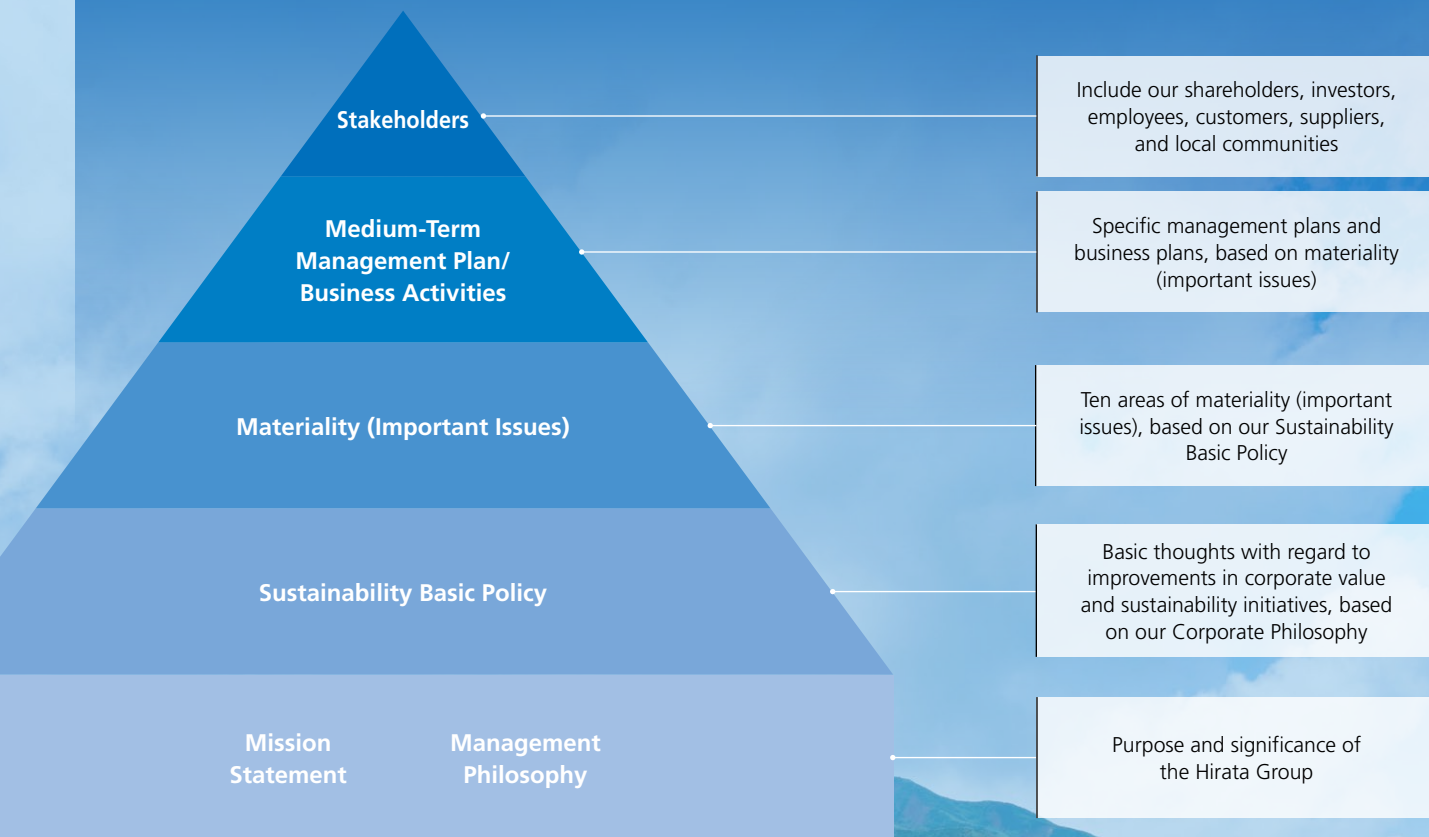 Stakeholders
Include our shareholders, investors,
employees, customers, suppliers,
and local communities
Medium-Term
Management Plan/
Business Activities
Specific management plans and
business plans, based on materiality
(important issues)
Materiality (Important Issues)
Ten areas of materiality (important
issues), based on our Sustainability
Basic Policy
Sustainability Basic Policy
Basic thoughts with regard to
improvements in corporate value
and sustainability initiatives, based
on our Corporate Philosophy
Mission
Statement
Management
Philosophy
Purpose and significance of
the Hirata Group